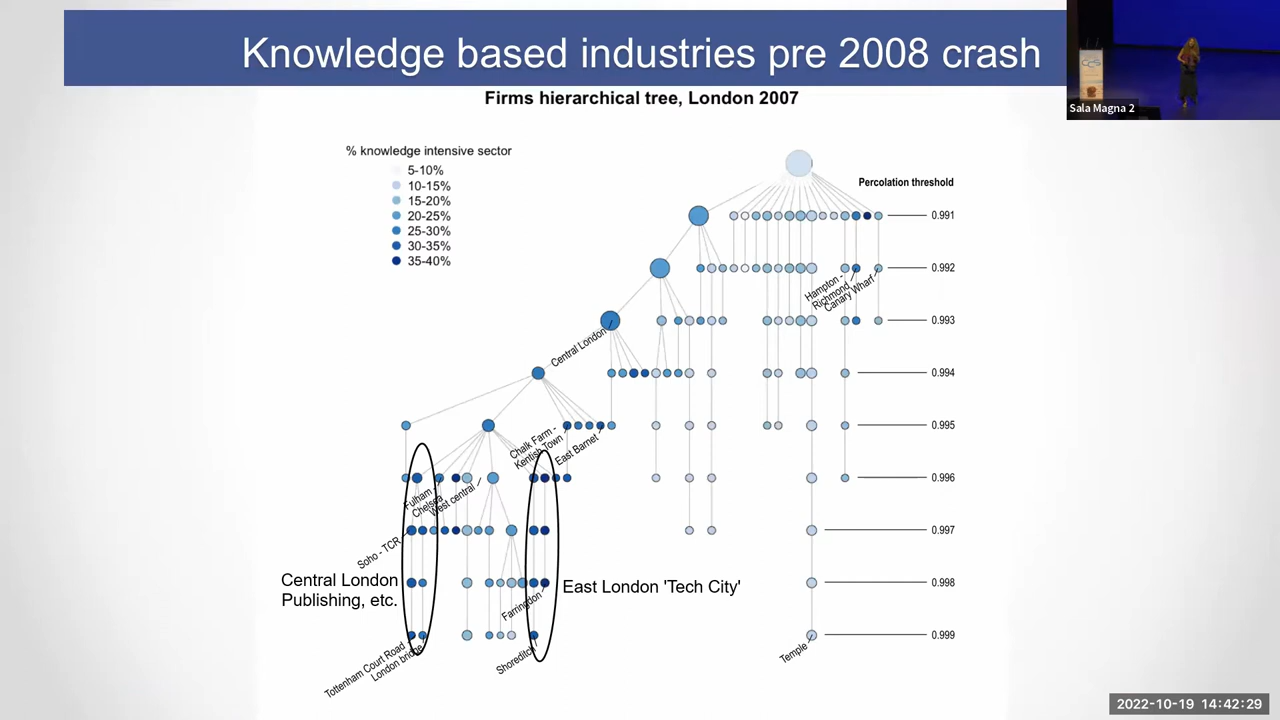 Knowledge based industries pre 2008 crash
Sala Magna 2
Firms hierarchical tree, London 2007
% knowledge intensive sector
5-10%
10-15%
15-20%
20-25%
25-30%
30-35%
35-40%
Percolation threshold
0.991
0.992
Hampton -
Richmond
Canary Wharf
0.993
Central London
0.994
0.995
Chalk Farm -
Kentish Town
East Barnet
0.996
Fulham
Chelsea
West central
0.997
Soho - TCR
Central London
Publishing, etc.
East London 'Tech City'
0.998
Farringdon
0.999
Tottenham Court Road
London bridge
Shoreditch
Temple
2022-10-19 14:42:29